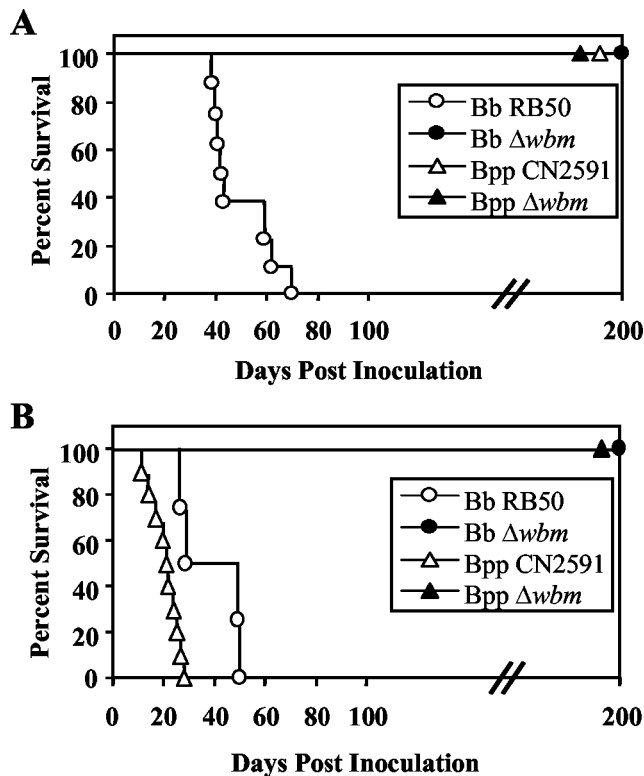 A
Percent Survival
100
80
60
40
20
0
Bb RB50
Bb Δwbm
Bpp CN2591
Bpp Δwbm
0 20 40 60 80 100 200
Days Post Inoculation
B
Percent Survival
100
80
60
40
20
0
Bb RB50
Bb Δwbm
Bpp CN2591
Bpp Δwbm
0 20 40 60 80 100 200
Days Post Inoculation